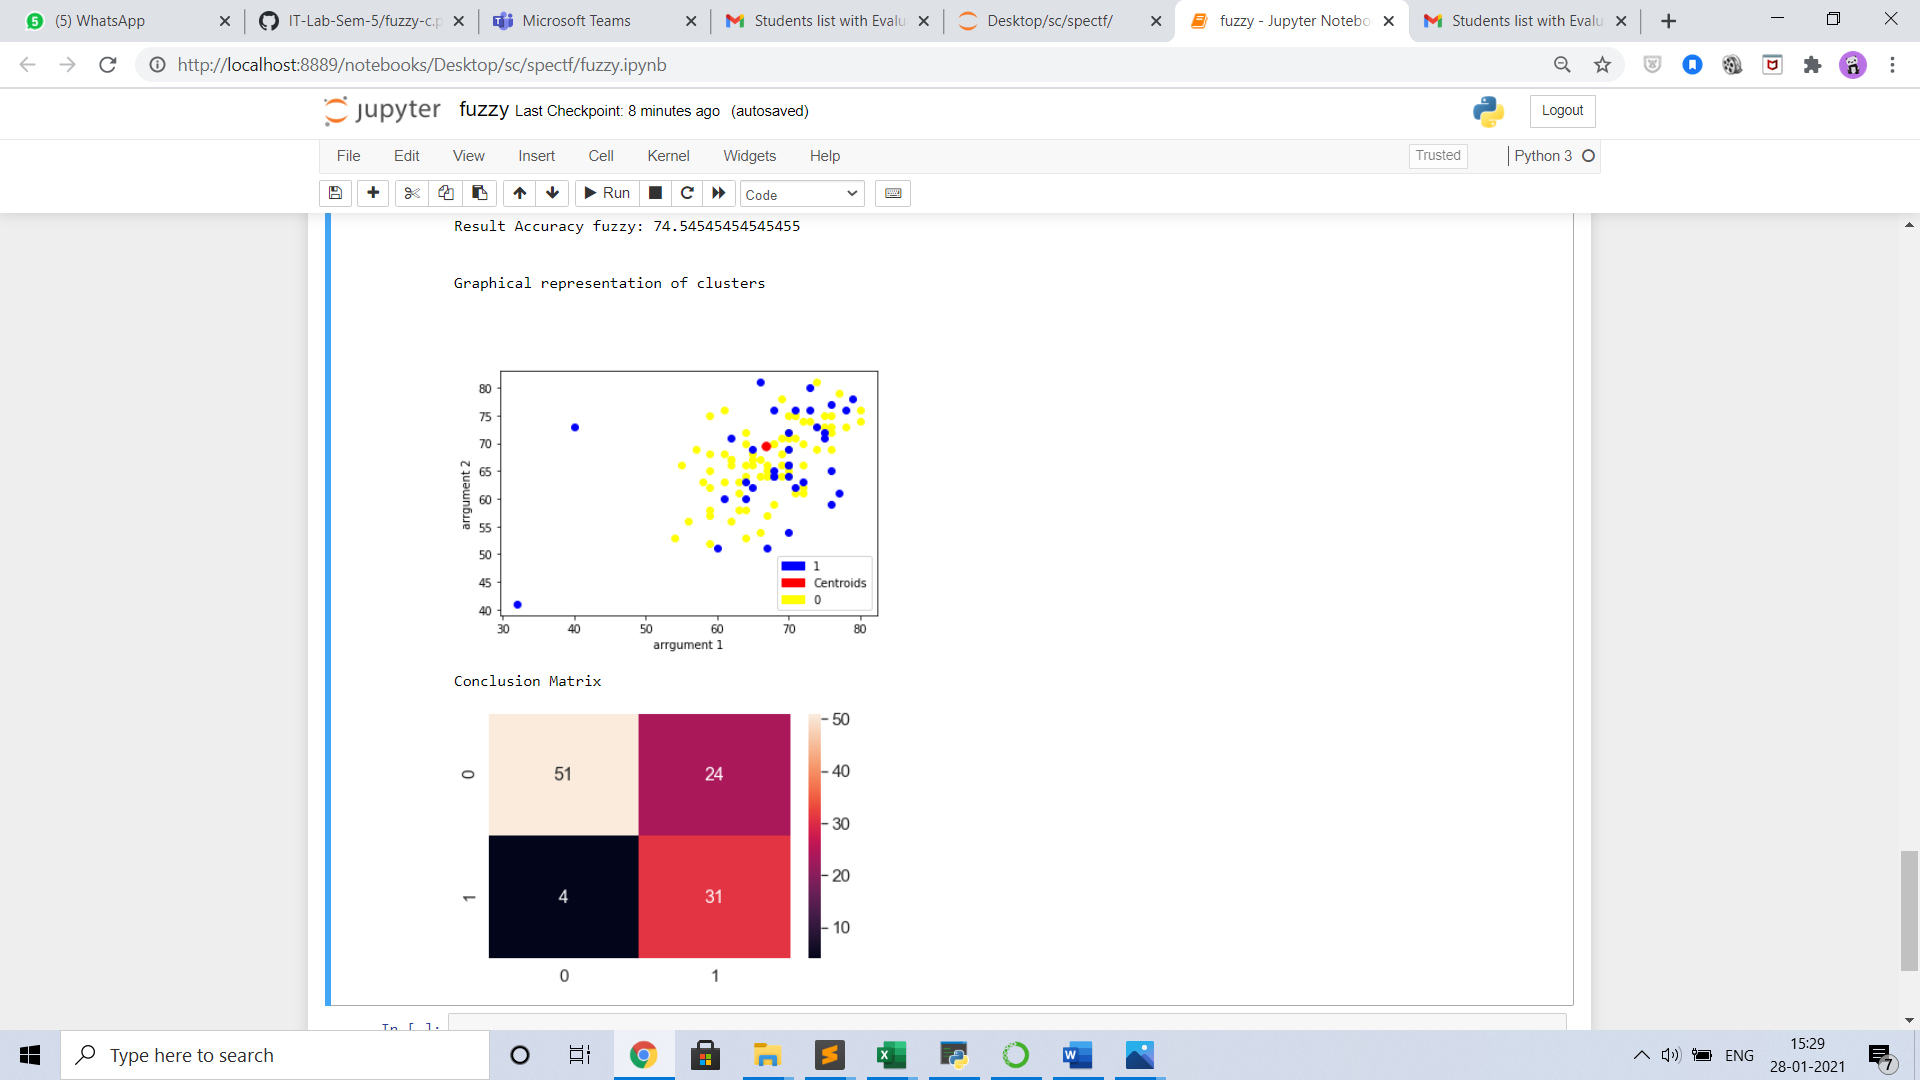 (5) WhatsApp
IT-Lab-Sem-5/fuzzy-c.p
Microsoft Teams
Students list with Evalu
Desktop/sc/spectf/
fuzzy - Jupyter Notebo
Students list with Evalu
http://localhost:8889/notebooks/Desktop/sc/spectf/fuzzy.ipynb
jupyter fuzzy Last Checkpoint: 8 minutes ago (autosaved)
Logout
File Edit View Insert Cell Kernel Widgets Help
Trusted
Python 3
Run
Code
Result Accuracy fuzzy: 74.54545454545455
Graphical representation of clusters
80
75
70
65
60
55
50
45
40
arrgument 2
1
Centroids
0
30 40 50 60 70 80
arrgument 1
Conclusion Matrix
0
51 24
1
4 31
0 1
50
40
30
20
10
In [ ]:
Type here to search
ENG
15:29
28-01-2021
7